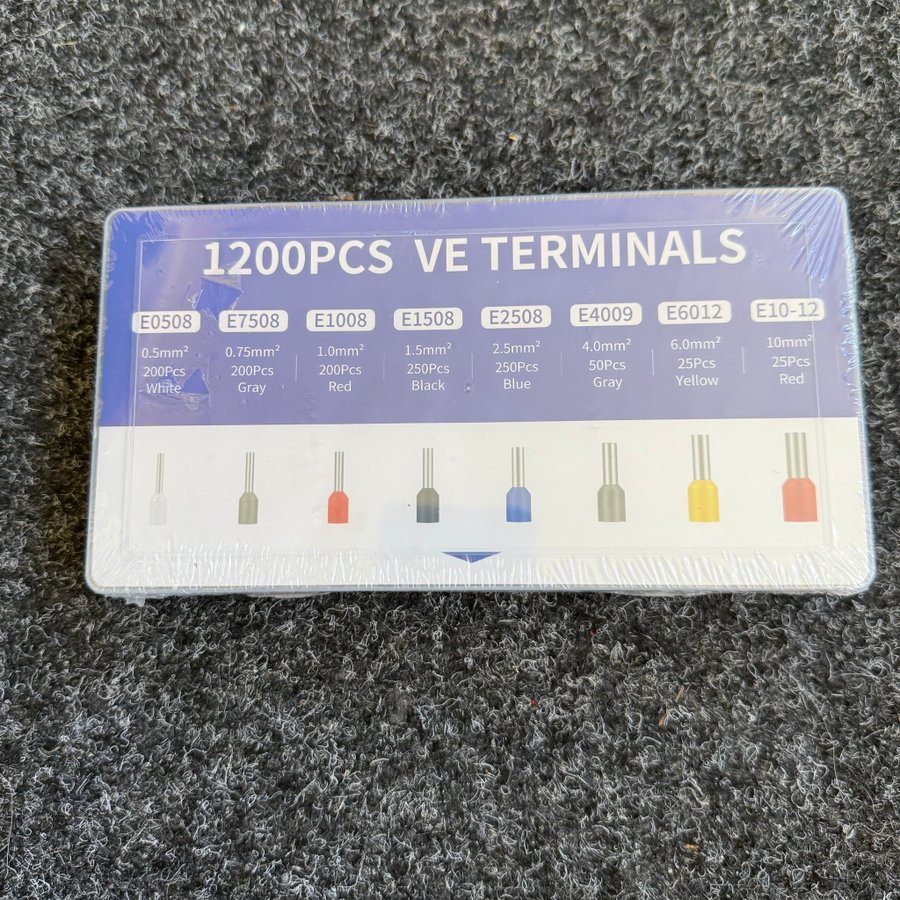 1200PCS VE TERMINALS
E0508 E7508 E1008 E1508 E2508 E4009 E6012 E10-12
0.5mm² 0.75mm² 1.0mm² 1.5mm² 2.5mm² 4.0mm² 6.0mm² 10mm²
200Pcs 200Pcs 200Pcs 250Pcs 250Pcs 50Pcs 25Pcs 25Pcs
White Gray Red Black Blue Gray Yellow Red